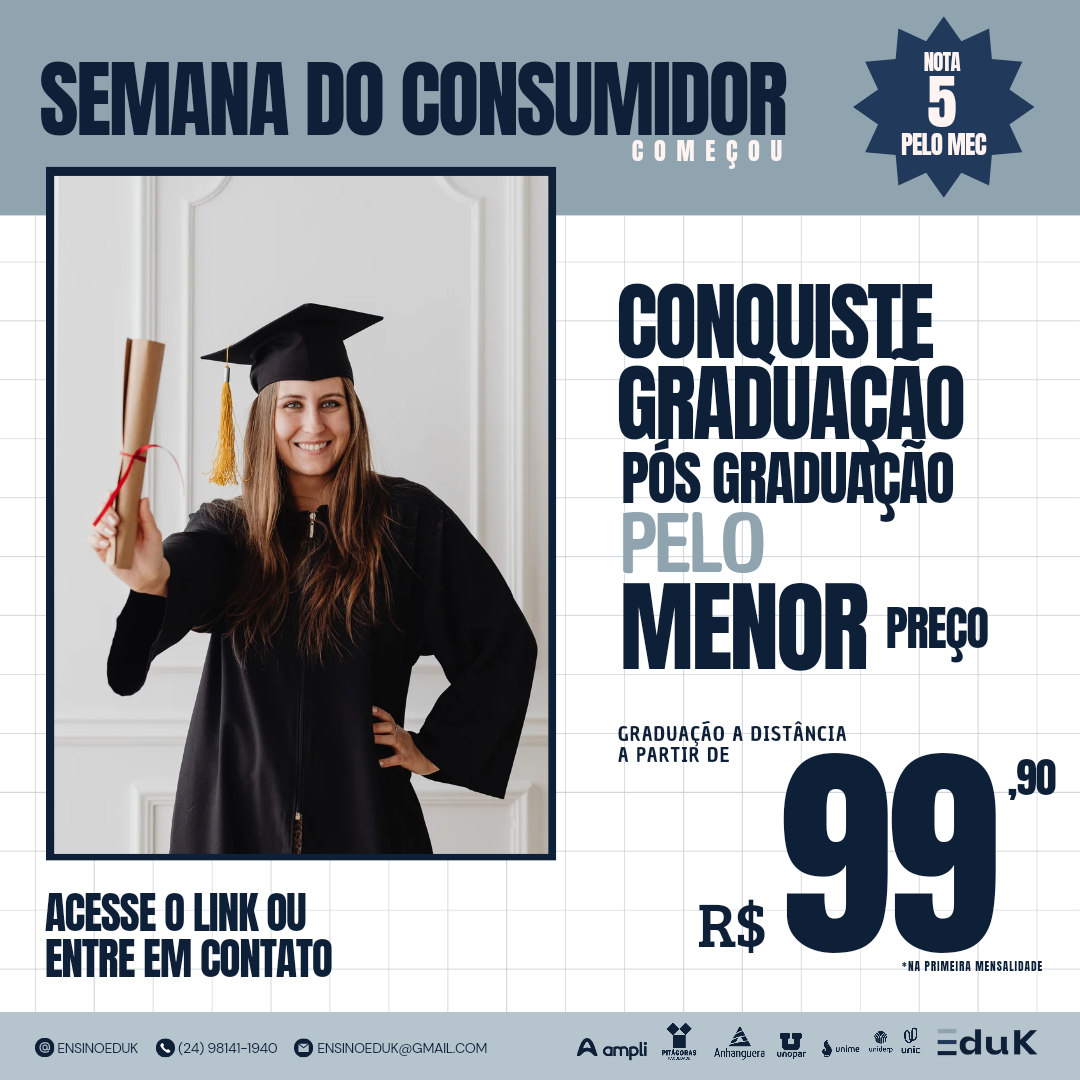 SEMANA DO CONSUMIDOR
COMEÇOU
NOTA
5
PELO MEC
CONQUISTE
GRADUAÇÃO
PÓS GRADUAÇÃO
PELO
MENOR PREÇO
GRADUAÇÃO A DISTÂNCIA
A PARTIR DE
R$ 99,90
*NA PRIMEIRA MENSALIDADE
ACESSE O LINK OU
ENTRE EM CONTATO
@ ENSINOEDUK (24) 98141-1940 ENSINOEDUK@GMAIL.COM
ampli PITÁGORAS FACULDADE Anhanguera unopar unime uniderp unic EduK